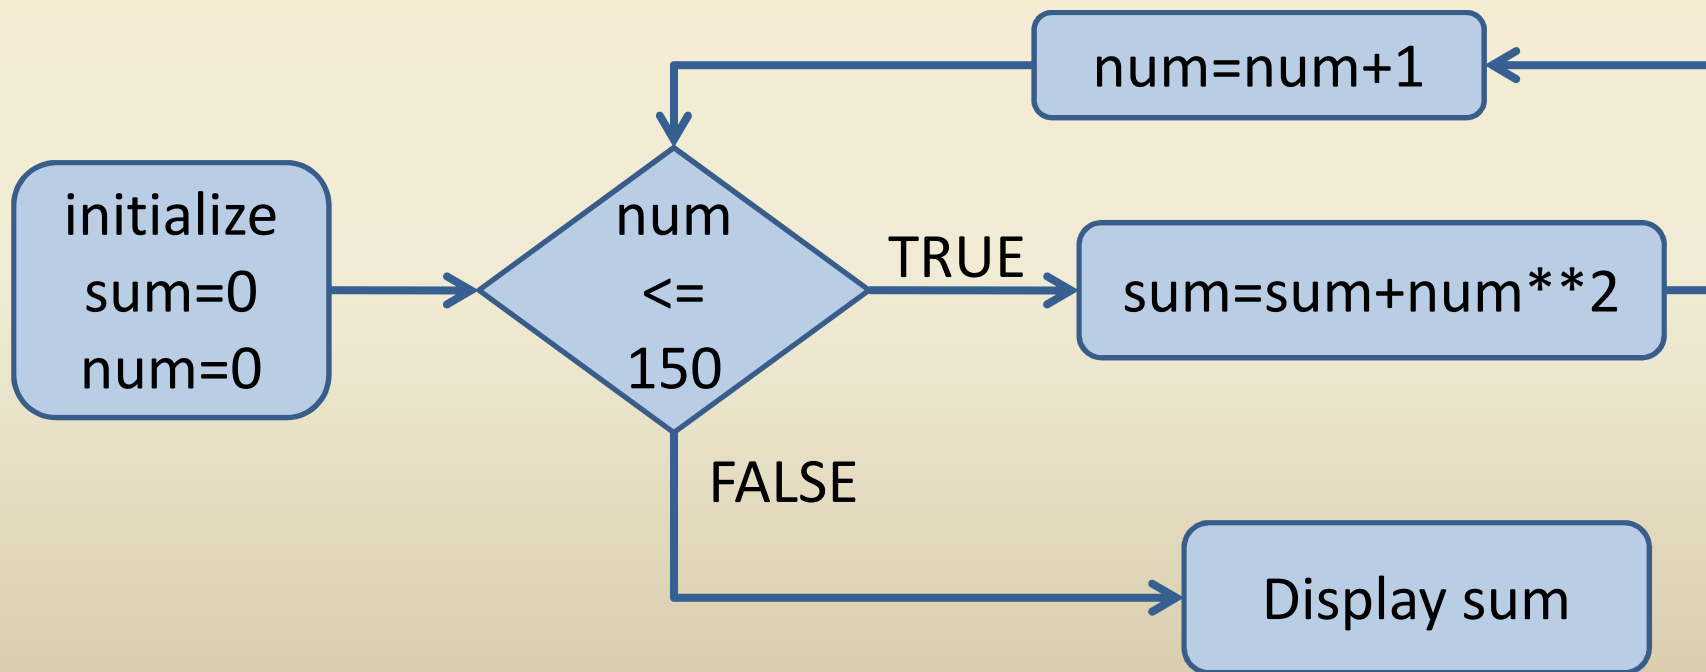 num=num+1
initialize
sum=0
num=0
num
<=
150
TRUE
sum=sum+num**2
FALSE
Display sum